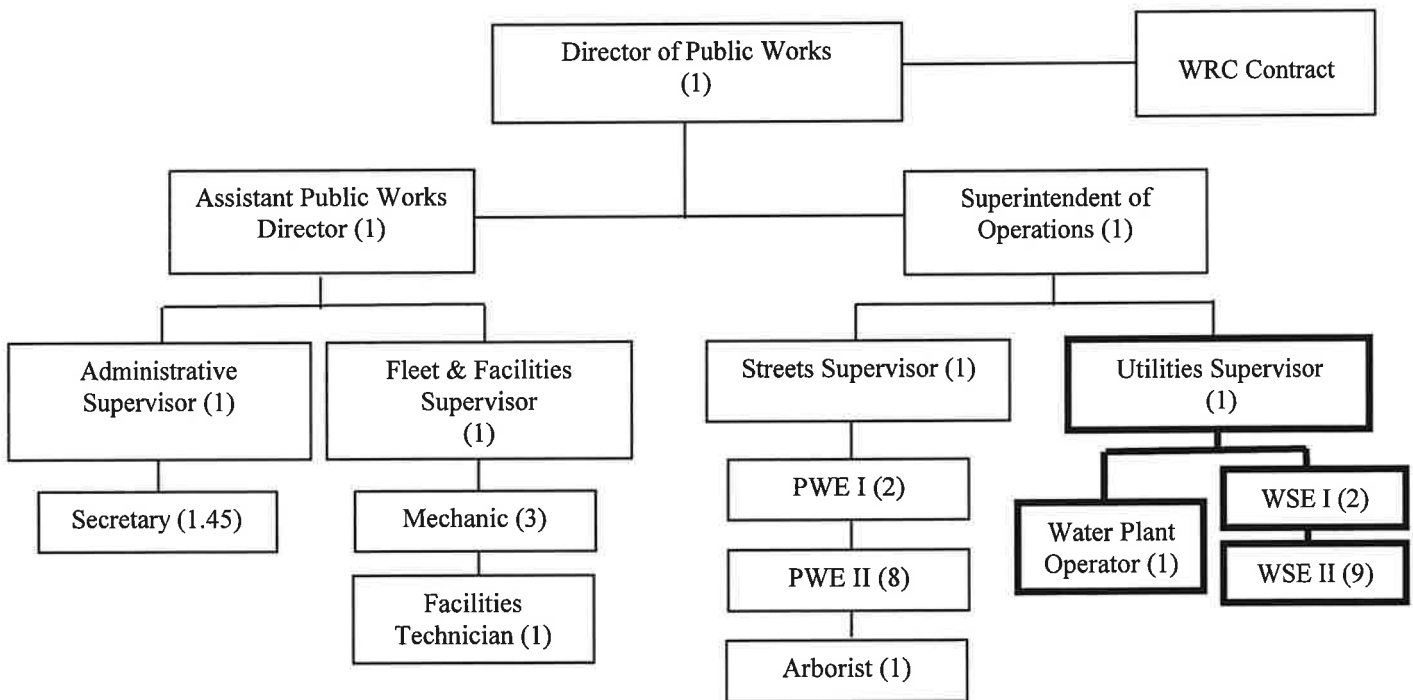 Director of Public Works
(1)
WRC Contract
Assistant Public Works
Director (1)
Superintendent of
Operations (1)
Administrative
Supervisor (1)
Fleet & Facilities
Supervisor
(1)
Streets Supervisor (1)
Utilities Supervisor
(1)
Secretary (1.45)
Mechanic (3)
Facilities
Technician (1)
PWE I (2)
PWE II (8)
Arborist (1)
Water Plant
Operator (1)
WSE I (2)
WSE II (9)